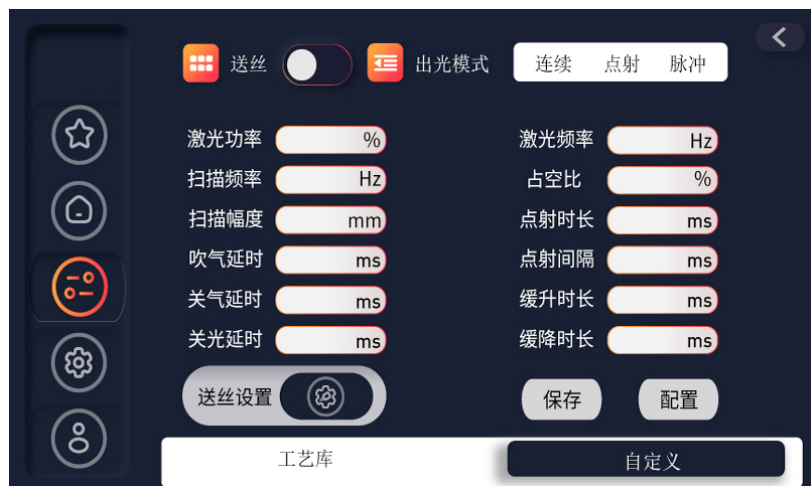 送丝 出光模式 连续 点射 脉冲
激光功率 % 激光频率 Hz
扫描频率 Hz 占空比 %
扫描幅度 mm 点射时长 ms
吹气延时 ms 点射间隔 ms
关气延时 ms 缓升时长 ms
关光延时 ms 缓降时长 ms
送丝设置 保存 配置
工艺库 自定义